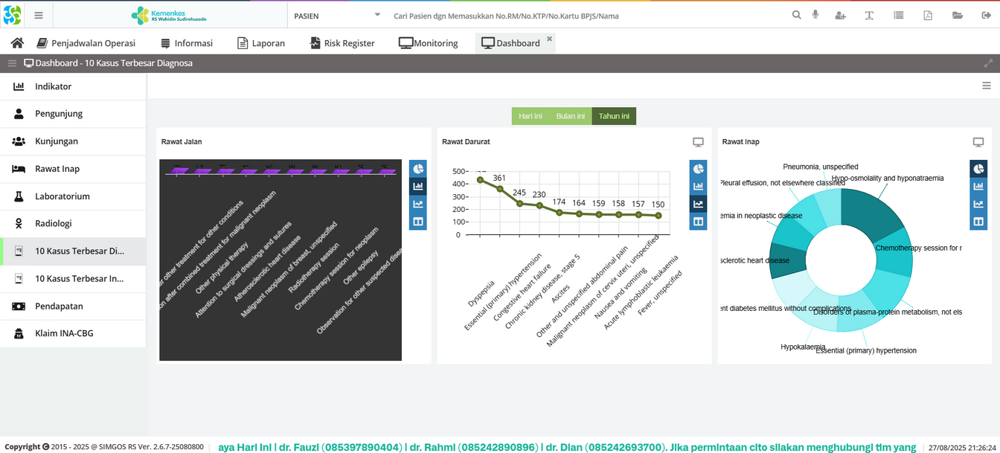 Kemenkes
RS Wahidin Sudirohusodo
PASIEN
Cari Pasien dgn Memasukkan No.RM/No.KTP/No.Kartu BPJS/Nama
Penjadwalan Operasi
Informasi
Laporan
Risk Register
Monitoring
Dashboard
Dashboard - 10 Kasus Terbesar Diagnosa
Indikator
Pengunjung
Kunjungan
Rawat Inap
Laboratorium
Radiologi
10 Kasus Terbesar Di...
10 Kasus Terbesar In...
Pendapatan
Klaim INA-CBG
Hari ini
Bulan ini
Tahun ini
Rawat Jalan
er other treatment for other conditions
on after combined treatment for malignant neoplasm
Other physical therapy
Attention to surgical dressings and sutures
Atherosclerotic heart disease
Malignant neoplasm of breast, unspecified
Radiotherapy session
Chemotherapy session for neoplasm
Other epilepsy
Observation for other suspected disea
Rawat Darurat
500
400
300
200
100
0
361
245
230
174
164
159
158
157
150
Dyspepsia
Essential (primary) hypertension
Congestive heart failure
Chronic kidney disease, stage 5
Ascites
Other and unspecified abdominal pain
Malignant neoplasm of cervix uteri, unspecified
Nausea and vomiting
Acute lymphoblastic leukaemia
Fever, unspecified
Rawat Inap
Pneumonia, unspecified
Hypo-osmolality and hyponatraemia
Pleural effusion, not elsewhere classified
emia in neoplastic disease
Chemotherapy session for r
sclerotic heart disease
ent diabetes mellitus without complications
Disorders of plasma-protein metabolism, not els
Hypokalaemia
Essential (primary) hypertension
Copyright © 2015 - 2025 @ SIMGOS RS Ver. 2.6.7-25080800
aya Hari Ini | dr. Fauzi (085397890404) | dr. Rahmi (085242890896) | dr. Dian (085242693700). Jika permintaan cito silakan menghubungi tim yang
27/08/2025 21:26:24